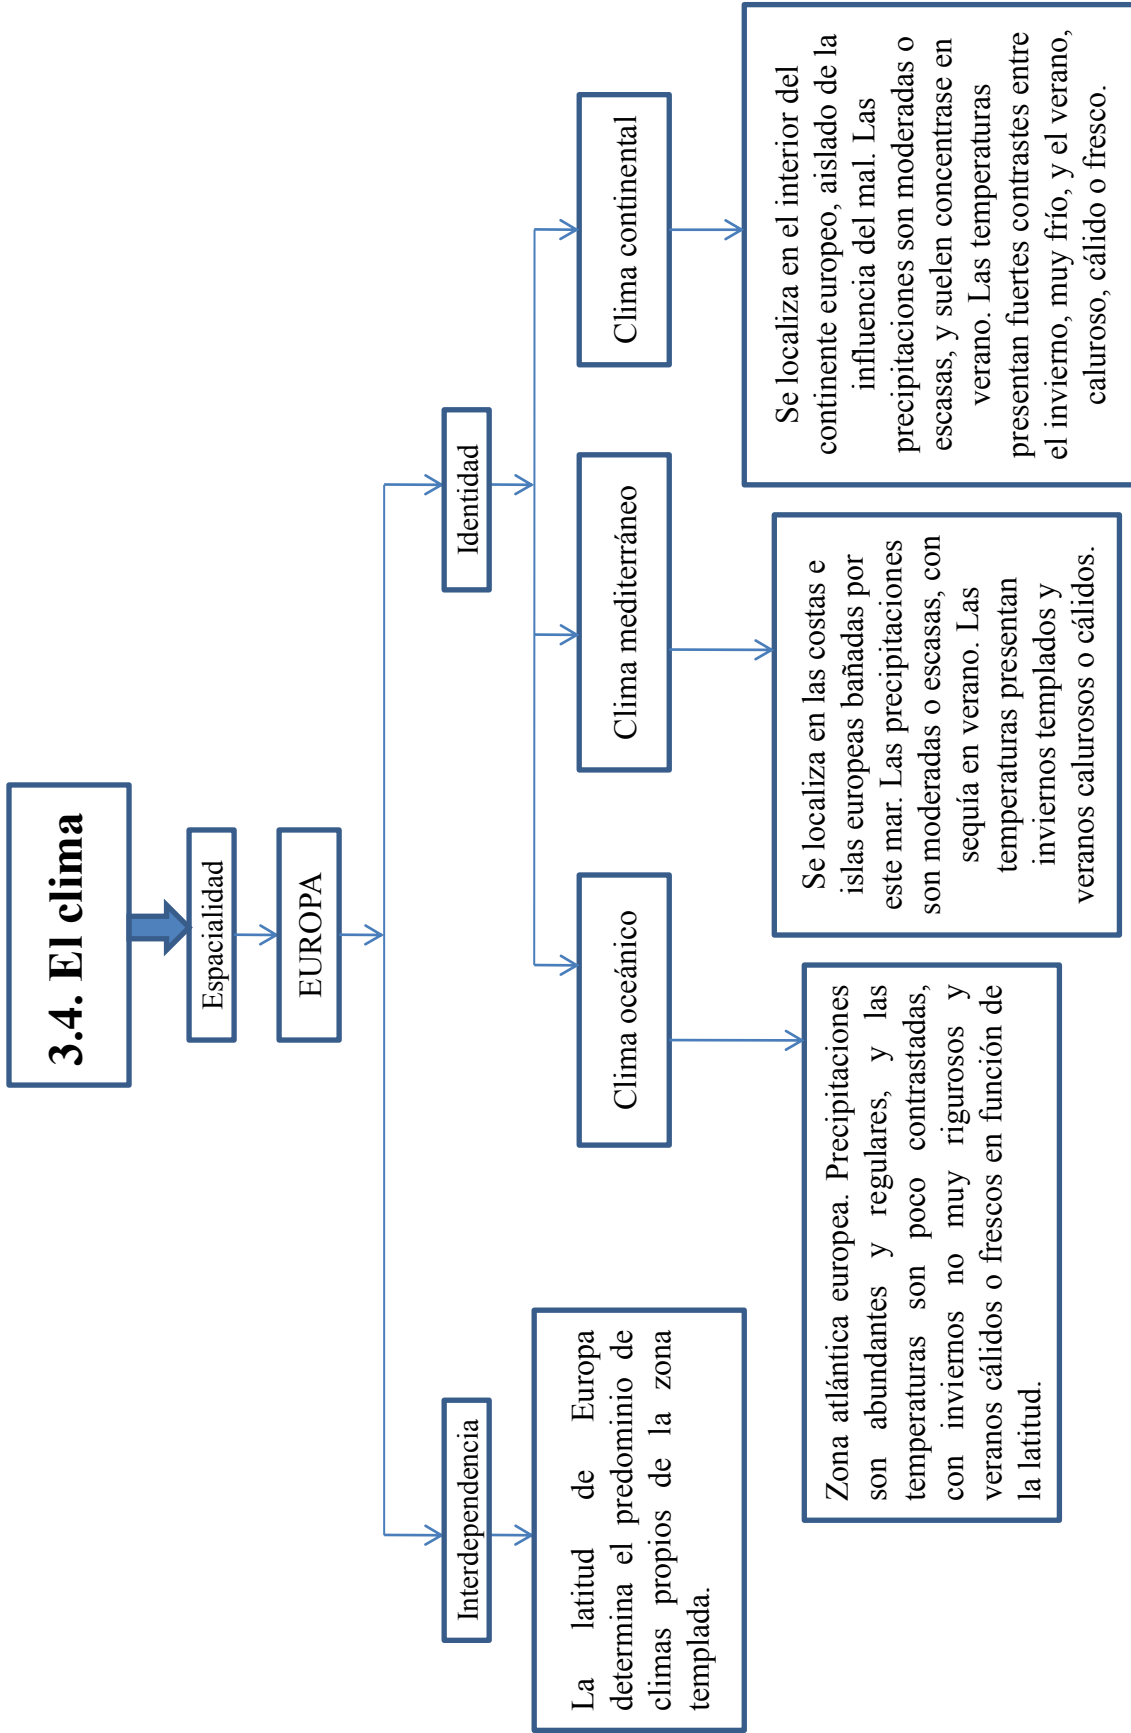 3.4. El clima
Espacialidad
EUROPA
Interdependencia
Identidad
La latitud de Europa
determina el predominio de
climas propios de la zona
templada.
Clima oceánico
Clima mediterráneo
Clima continental
Zona atlántica europea. Precipitaciones
son abundantes y regulares, y las
temperaturas son poco contrastadas,
con inviernos no muy rigurosos y
veranos cálidos o frescos en función de
la latitud.
Se localiza en las costas e
islas europeas bañadas por
este mar. Las precipitaciones
son moderadas o escasas, con
sequía en verano. Las
temperaturas presentan
inviernos templados y
veranos calurosos o cálidos.
Se localiza en el interior del
continente europeo, aislado de la
influencia del mal. Las
precipitaciones son moderadas o
escasas, y suelen concentrase en
verano. Las temperaturas
presentan fuertes contrastes entre
el invierno, muy frío, y el verano,
caluroso, cálido o fresco.